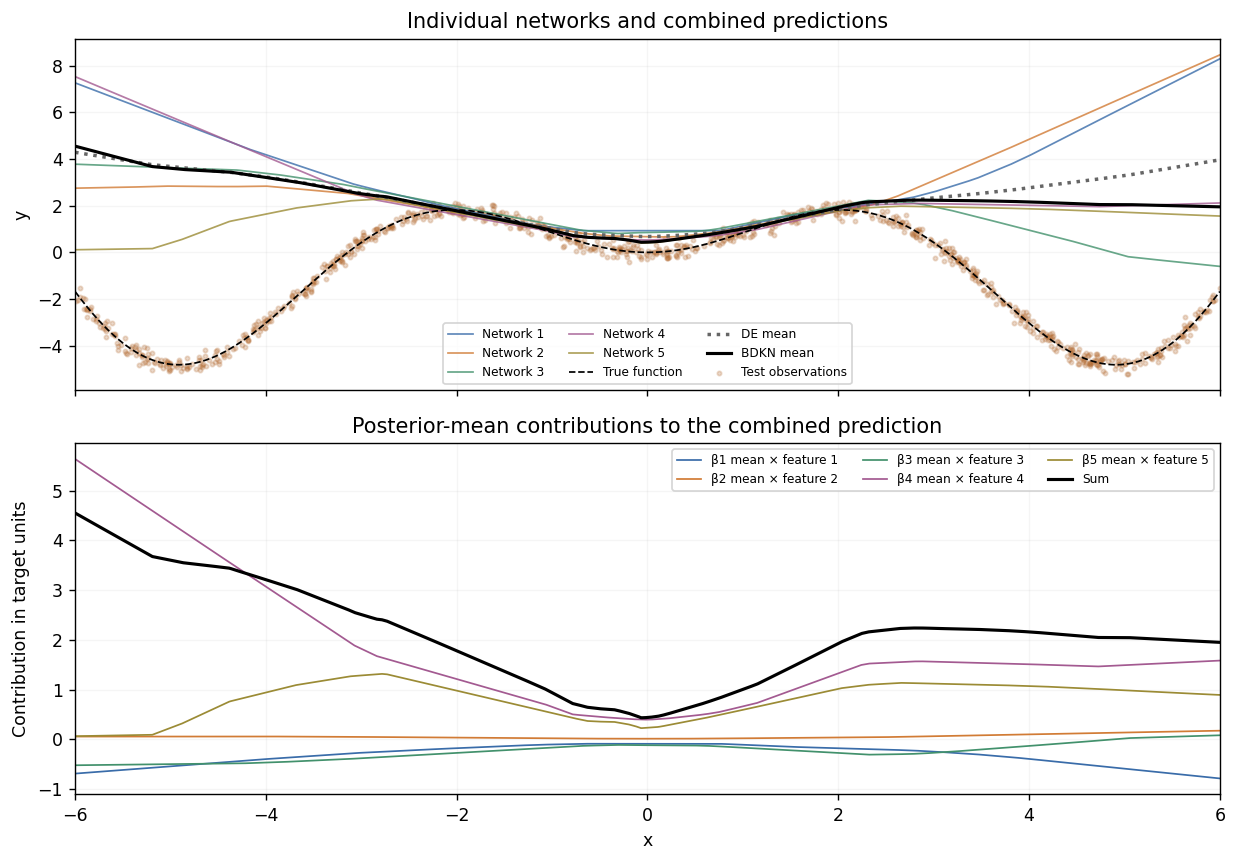 Individual networks and combined predictions
8
6
4
2
0
−2
−4
y
Network 1
Network 2
Network 3
Network 4
Network 5
True function
DE mean
BDKN mean
Test observations
Posterior-mean contributions to the combined prediction
5
4
3
2
1
0
−1
Contribution in target units
β1 mean × feature 1
β2 mean × feature 2
β3 mean × feature 3
β4 mean × feature 4
β5 mean × feature 5
Sum
−6
−4
−2
0
2
4
6
x